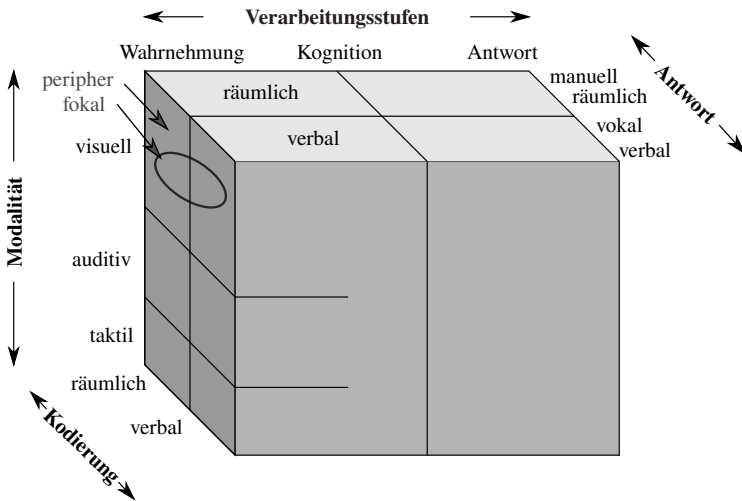 Verarbeitungsstufen
Wahrnehmung Kognition Antwort
peripher
fokal
visuell
räumlich
verbal
manuell
räumlich
vokal
verbal
Antwort
Modalität
auditiv
taktil
räumlich
verbal
Kodierung